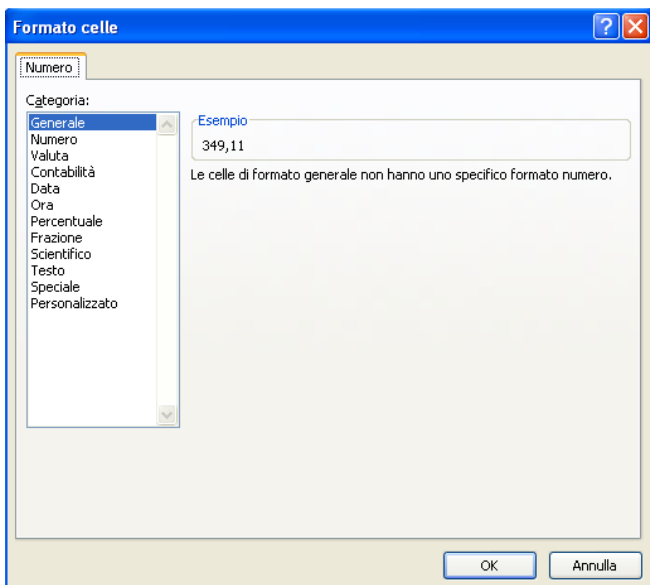 Formato celle
Numero
Categoria:
Generale
Numero
Valuta
Contabilità
Data
Ora
Percentuale
Frazione
Scientifico
Testo
Speciale
Personalizzato
Esempio
349,11
Le celle di formato generale non hanno uno specifico formato numero.
OK
Annulla